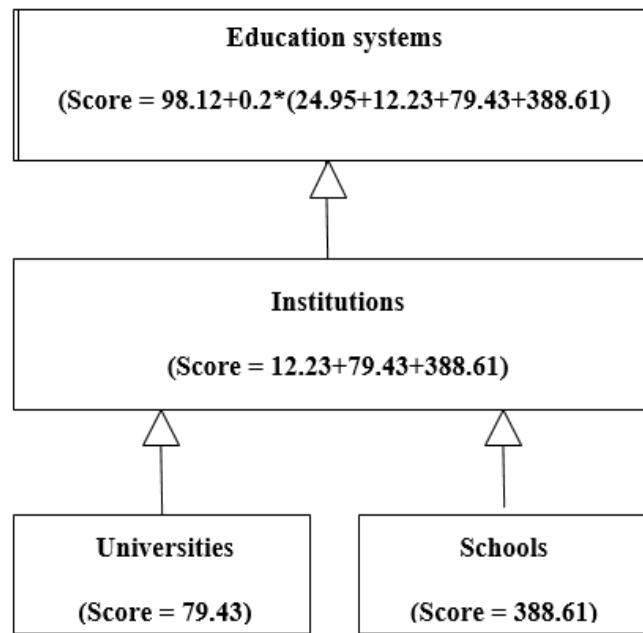 Education systems
(Score = 98.12+0.2*(24.95+12.23+79.43+388.61)
Institutions
(Score = 12.23+79.43+388.61)
Universities
(Score = 79.43)
Schools
(Score = 388.61)